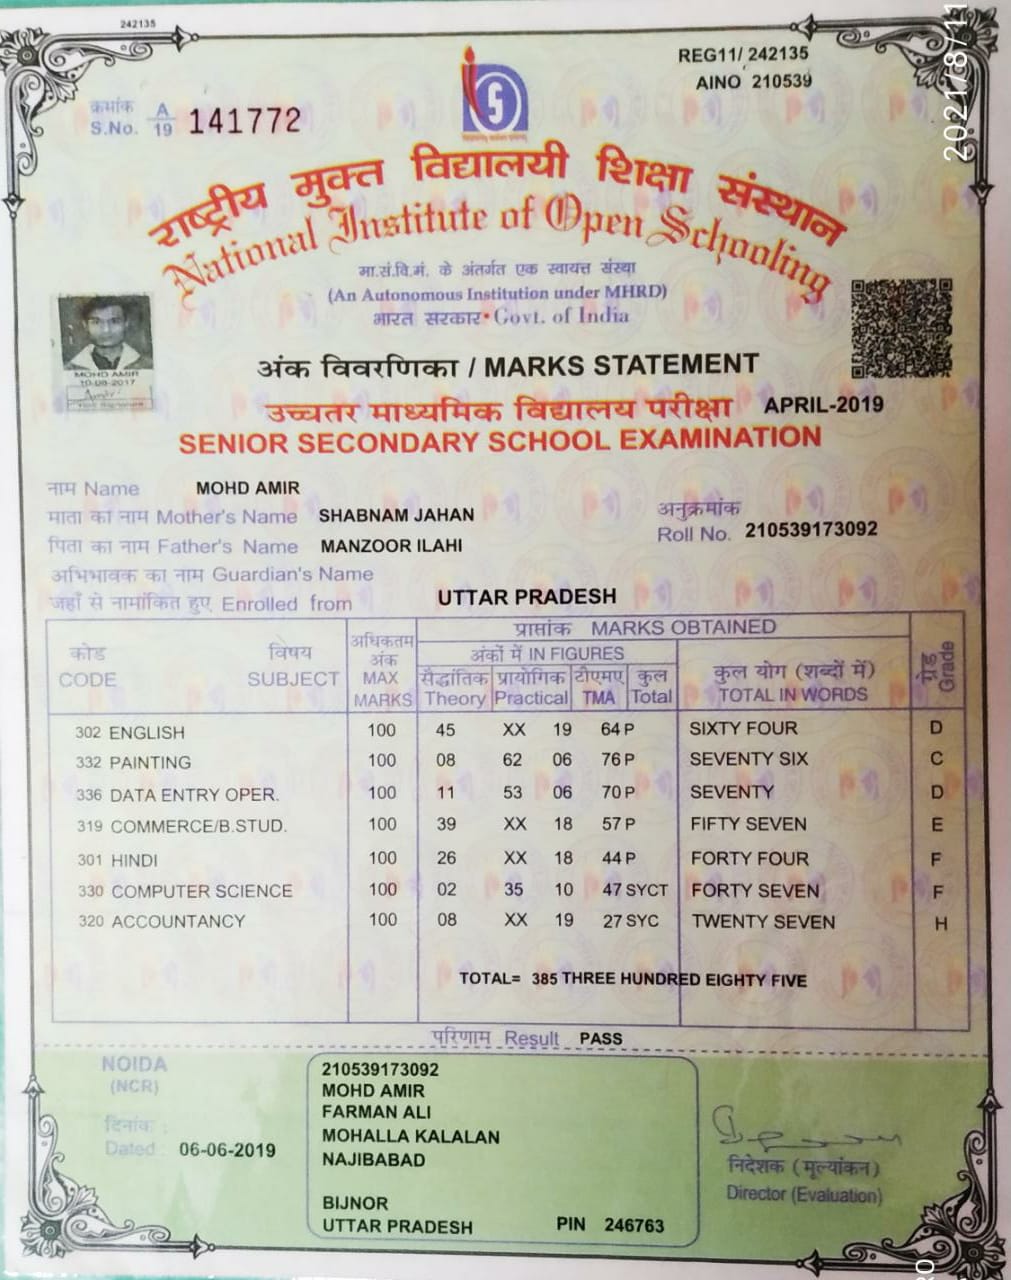 242135
REG11/ 242135
AINO 210539
2021/8/11
क्रमांक
S.No. A/19 141772
S
राष्ट्रीय मुक्त विद्यालयी शिक्षा संस्थान
National Institute of Open Schooling
मा.सं.वि.मं. के अंतर्गत एक स्वायत्त संस्था
(An Autonomous Institution under MHRD)
भारत सरकार•Govt. of India
MOHD AMIR
10-08-2017
अंक विवरणिका / MARKS STATEMENT
उच्चतर माध्यमिक विद्यालय परीक्षा APRIL-2019
SENIOR SECONDARY SCHOOL EXAMINATION
नाम Name MOHD AMIR
माता का नाम Mother's Name SHABNAM JAHAN
अनुक्रमांक
Roll No. 210539173092
पिता का नाम Father's Name MANZOOR ILAHI
अभिभावक का नाम Guardian's Name
जहाँ से नामांकित हुए Enrolled from UTTAR PRADESH
कोड CODE विषय SUBJECT अधिकतम अंक MAX MARKS प्राप्तांक MARKS OBTAINED ग्रेड Grade
अंकों में IN FIGURES कुल योग (शब्दों में) TOTAL IN WORDS
सैद्धांतिक Theory प्रायोगिक Practical टीएमए TMA कुल Total
302 ENGLISH 100 45 XX 19 64 P SIXTY FOUR D
332 PAINTING 100 08 62 06 76 P SEVENTY SIX C
336 DATA ENTRY OPER. 100 11 53 06 70 P SEVENTY D
319 COMMERCE/B.STUD. 100 39 XX 18 57 P FIFTY SEVEN E
301 HINDI 100 26 XX 18 44 P FORTY FOUR F
330 COMPUTER SCIENCE 100 02 35 10 47 SYCT FORTY SEVEN F
320 ACCOUNTANCY 100 08 XX 19 27 SYC TWENTY SEVEN H
TOTAL= 385 THREE HUNDRED EIGHTY FIVE
परिणाम Result PASS
NOIDA
(NCR)
दिनांक :
Dated : 06-06-2019
210539173092
MOHD AMIR
FARMAN ALI
MOHALLA KALALAN
NAJIBABAD
BIJNOR
UTTAR PRADESH PIN 246763
निदेशक (मूल्यांकन)
Director (Evaluation)